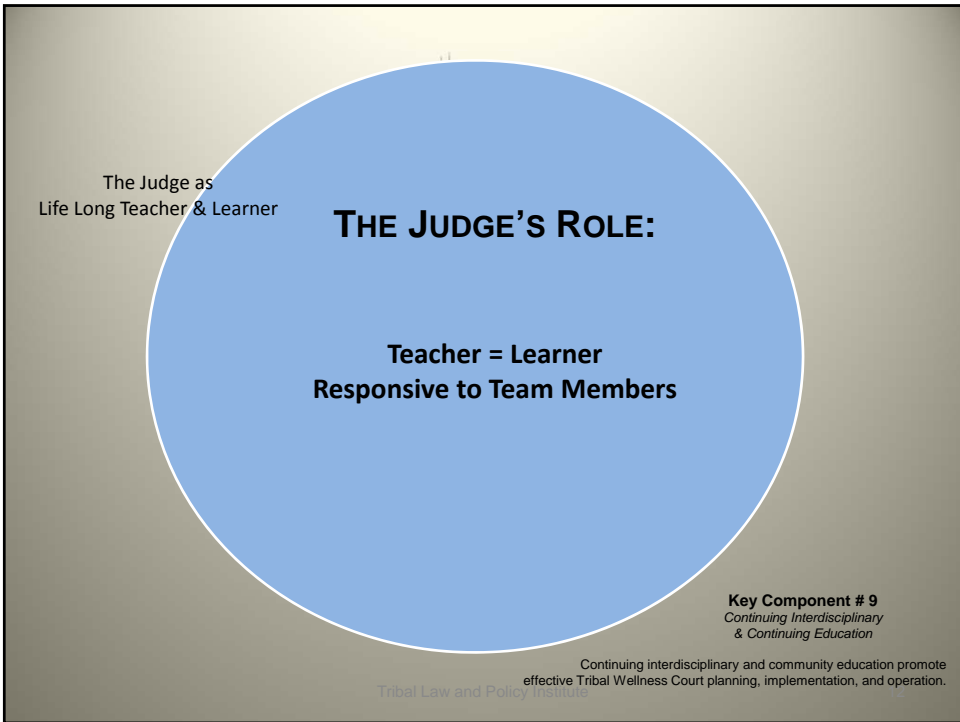 The Judge as
Life Long Teacher & Learner
THE JUDGE'S ROLE:
Teacher = Learner
Responsive to Team Members
Key Component # 9
Continuing Interdisciplinary
& Continuing Education
Continuing interdisciplinary and community education promote
effective Tribal Wellness Court planning, implementation, and operation.
Tribal Law and Policy Institute